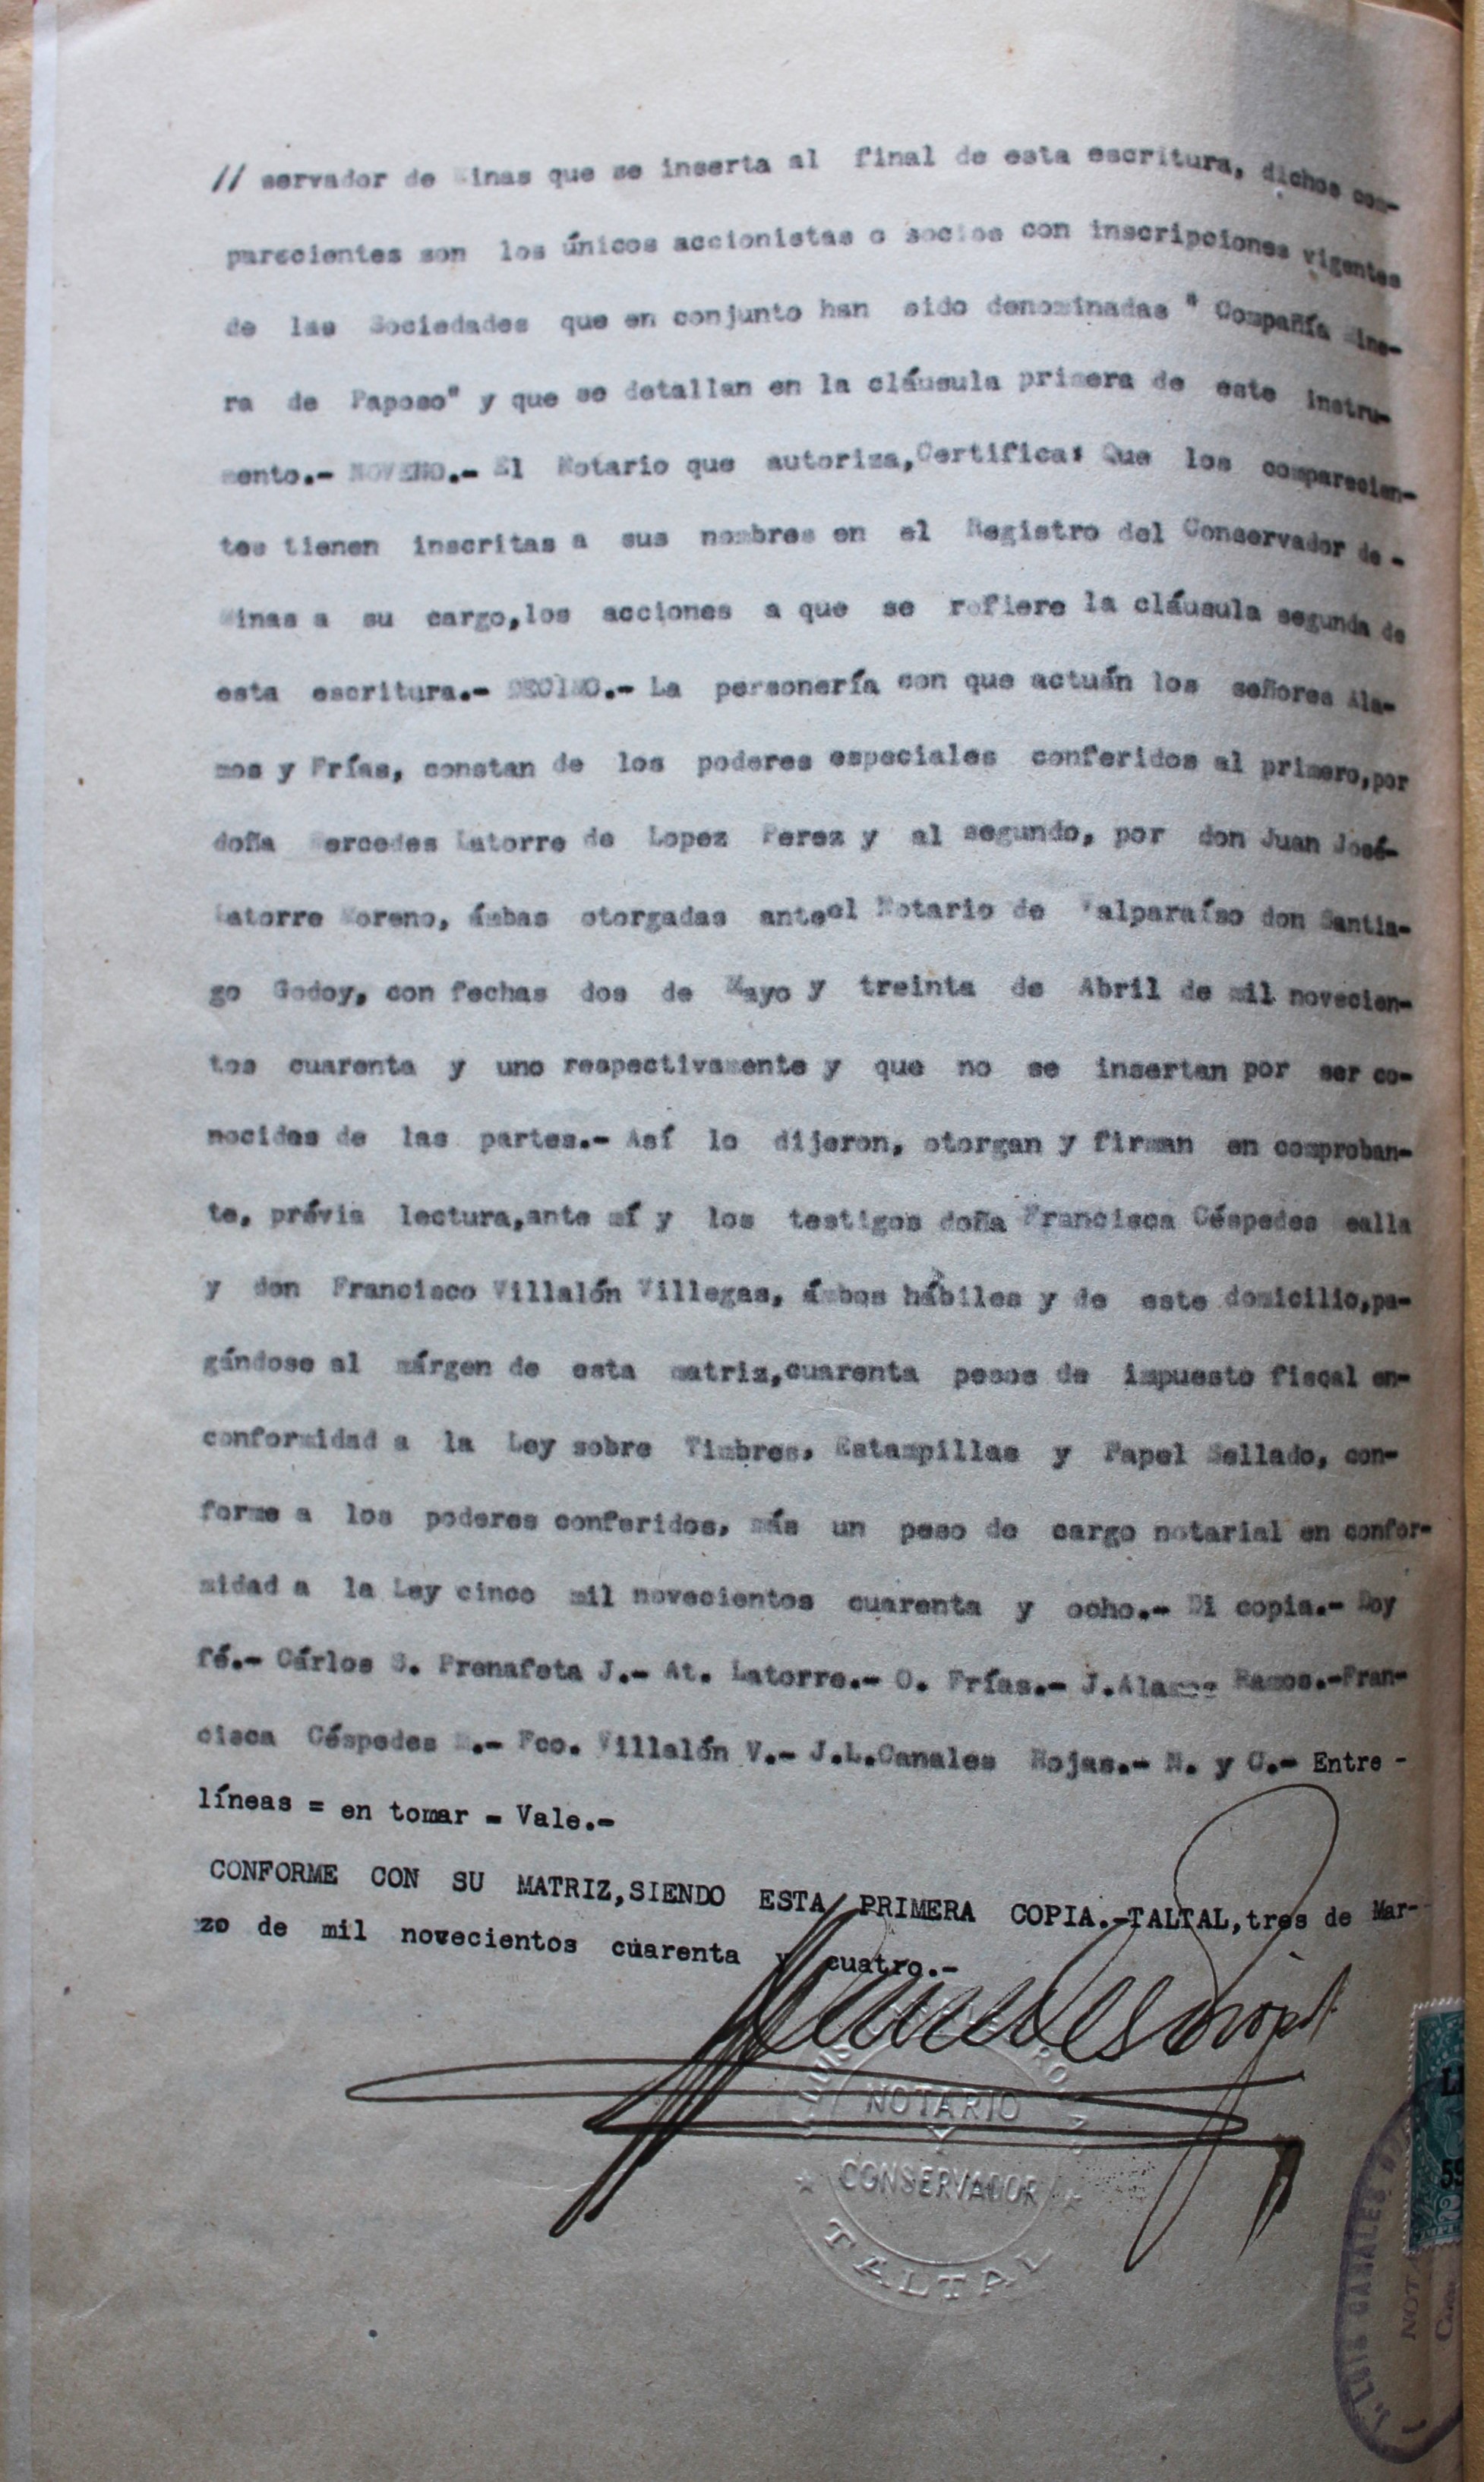 // servador de Minas que se inserta al final de esta escritura, dichos com-
parecientes son los únicos accionistas o socios con inscripciones vigentes
de las Sociedades que en conjunto han sido denominadas " Compañía Mine-
ra de Paposo" y que se detallan en la cláusula primera de este instru-
mento.- NOVENO.- El Notario que autoriza,Certifica: Que los comparecien-
tes tienen inscritas a sus nombres en el Registro del Conservador de -
Minas a su cargo,los acciones a que se refiere la cláusula segunda de
esta escritura.- DECIMO.- La personería con que actuán los señores Ala-
mos y Frías, constan de los poderes especiales conferidos al primero,por
doña Mercedes Latorre de Lopez Perez y al segundo, por don Juan José-
Latorre Moreno, ámbas otorgadas ante el Notario de Valparaíso don Santia-
go Godoy, con fechas dos de Mayo y treinta de Abril de mil novecien-
tos cuarenta y uno respectivamente y que no se insertan por ser co-
nocidas de las partes.- Así lo dijeron, otorgan y firman en comproban-
te, prévia lectura,ante mí y los testigos doña Francisca Céspedes Mealla
y don Francisco Villalón Villegas, ámbos hábiles y de este domicilio,pa-
gándose al márgen de esta matriz,cuarenta pesos de impuesto fiscal en-
conformidad a la Ley sobre Timbres, Estampillas y Papel Sellado, con-
forme a los poderes conferidos, más un peso de cargo notarial en confor-
midad a la Ley cinco mil novecientos cuarenta y ocho.- Di copia.- Doy
fé.- Cárlos S. Prenafeta J.- At. Latorre.- O. Frías.- J.Alamos Ramos.-Fran-
cisca Céspedes M.- Fco. Villalón V.- J.L.Canales Rojas.- N. y C.- Entre -
líneas = en tomar = Vale.-
CONFORME CON SU MATRIZ,SIENDO ESTA PRIMERA COPIA.-TALTAL,tres de Mar-
zo de mil novecientos cuarenta y cuatro.-
NOTARIO
Y
CONSERVADOR
TALTAL
J. LUIS CANALES